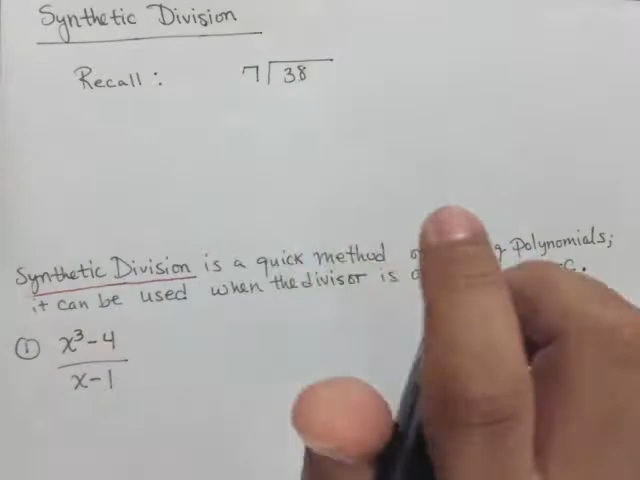 Synthetic Division
Recall : 7 38
Synthetic Division is a quick method Polynomials;
it can be used when the divisor is
① x³-4
x-1